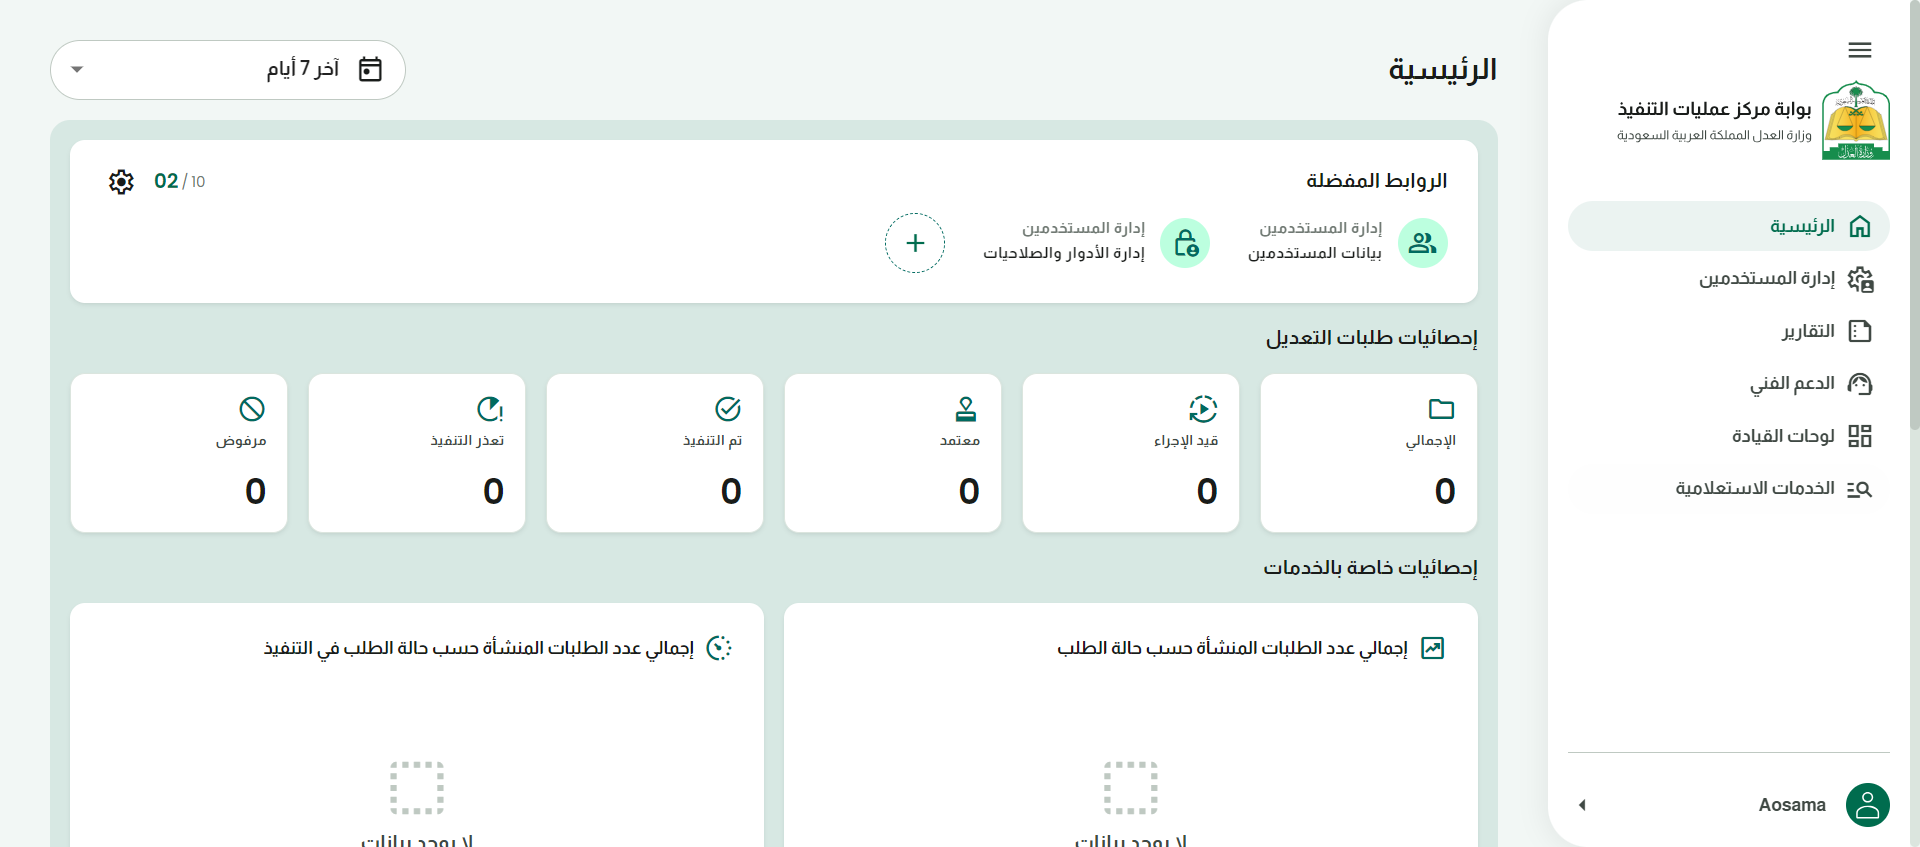 بوابة مركز عمليات التنفيذ
وزارة العدل المملكة العربية السعودية
الرئيسية
إدارة المستخدمين
التقارير
الدعم الفني
لوحات القيادة
الخدمات الاستعلامية
Aosama
الرئيسية
آخر 7 أيام
الروابط المفضلة
02 / 10
إدارة المستخدمين
بيانات المستخدمين
إدارة المستخدمين
إدارة الأدوار والصلاحيات
إحصائيات طلبات التعديل
الإجمالي
0
قيد الإجراء
0
معتمد
0
تم التنفيذ
0
تعذر التنفيذ
0
مرفوض
0
إحصائيات خاصة بالخدمات
إجمالي عدد الطلبات المنشأة حسب حالة الطلب
لا يوجد بيانات
إجمالي عدد الطلبات المنشأة حسب حالة الطلب في التنفيذ
لا يوجد بيانات